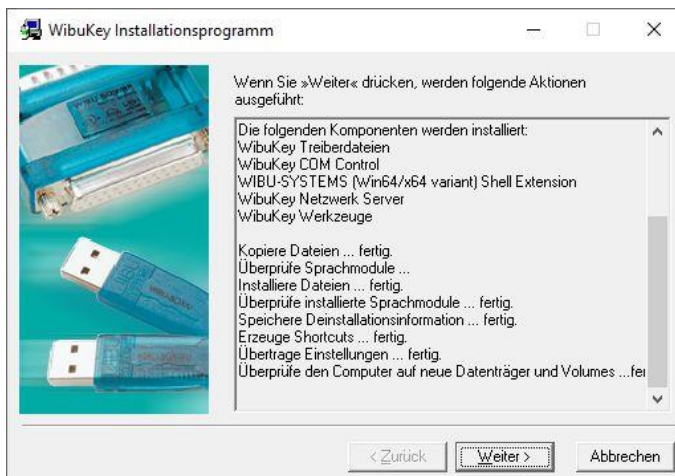 WibuKey Installationsprogramm
Wenn Sie »Weiter« drücken, werden folgende Aktionen
ausgeführt:
Die folgenden Komponenten werden installiert:
WibuKey Treiberdateien
WibuKey COM Control
WIBU-SYSTEMS (Win64/x64 variant) Shell Extension
WibuKey Netzwerk Server
WibuKey Werkzeuge
Kopiere Dateien ... fertig.
Überprüfe Sprachmodule ...
Installiere Dateien ... fertig.
Überprüfe installierte Sprachmodule ... fertig.
Speichere Deinstallationsinformation ... fertig.
Erzeuge Shortcuts ... fertig.
Übertrage Einstellungen ... fertig.
Überprüfe den Computer auf neue Datenträger und Volumes ...fer
< Zurück
Weiter >
Abbrechen